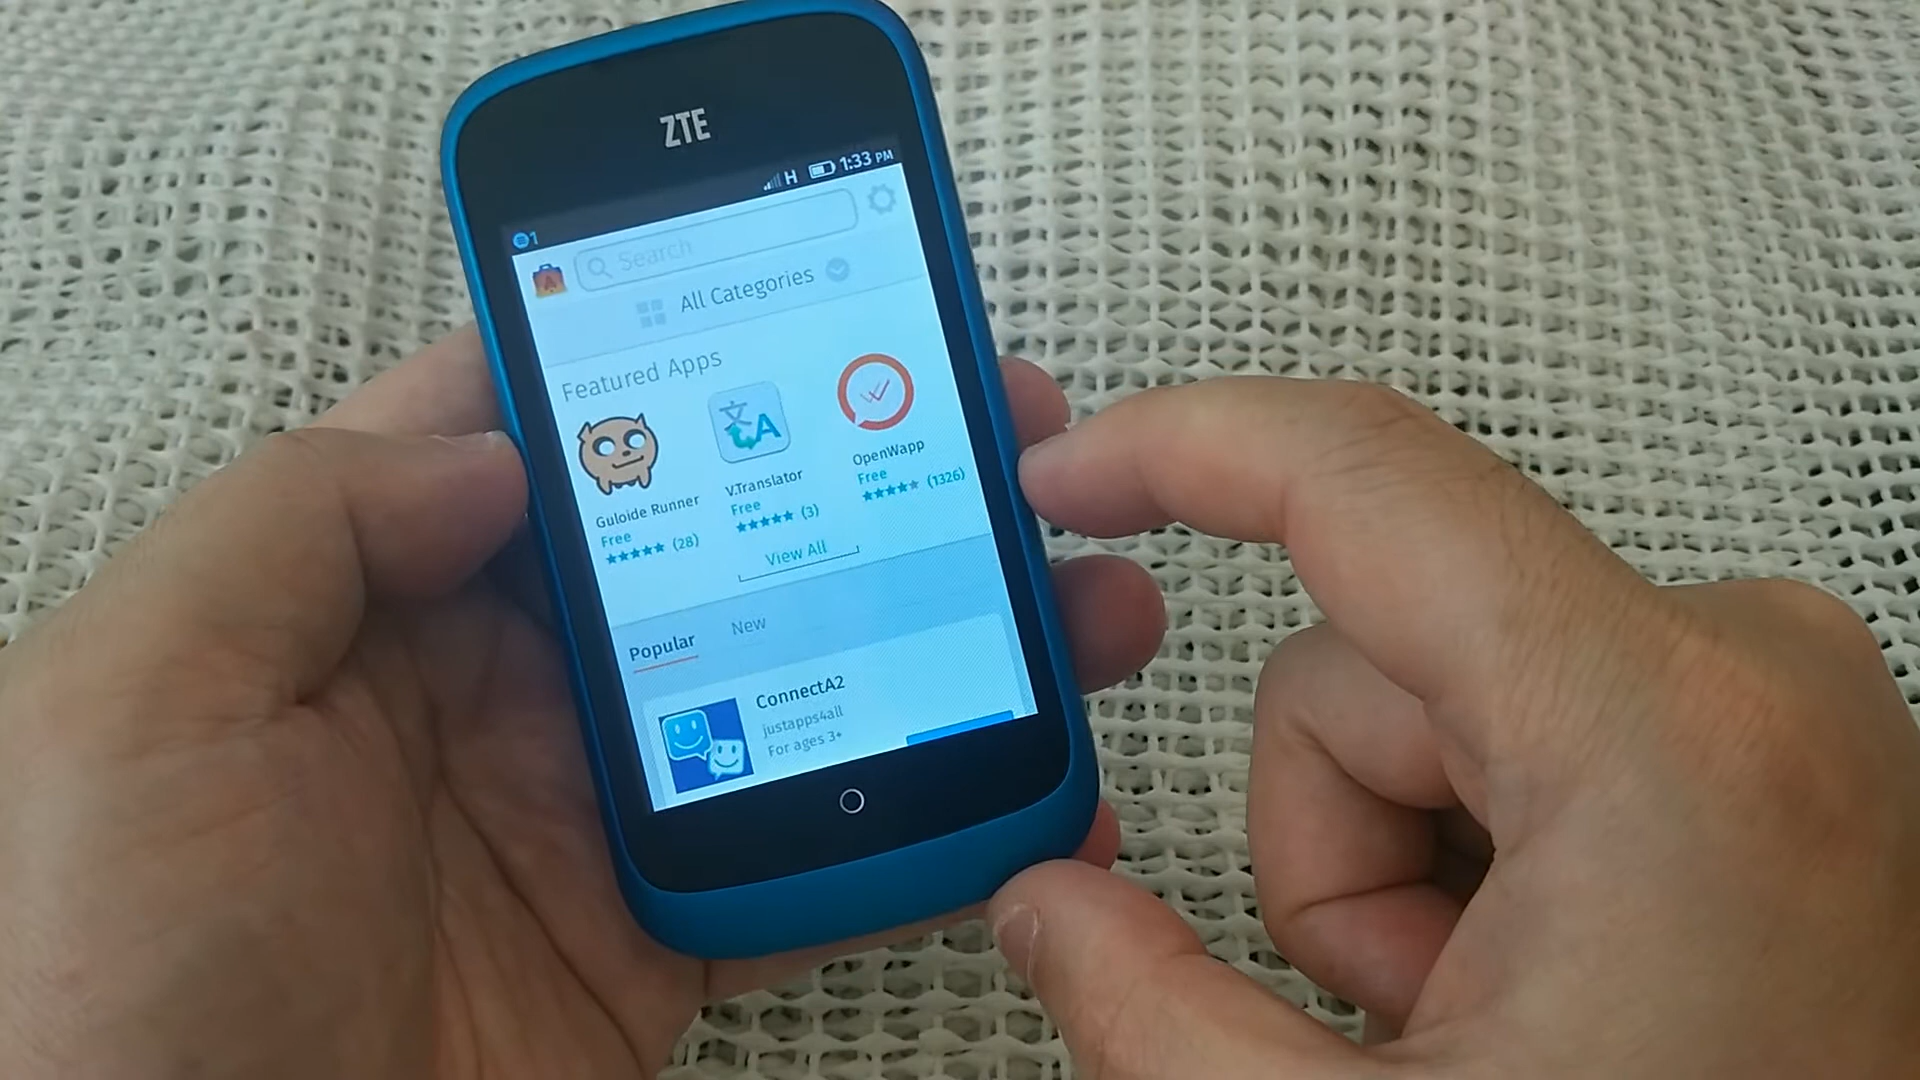 ZTE
H 1:33 PM
1
Search
All Categories
Featured Apps
Guloide Runner
Free
(28)
V.Translator
Free
(3)
OpenWapp
Free
(1326)
View All
Popular
New
ConnectA2
justapps4all
For ages 3+